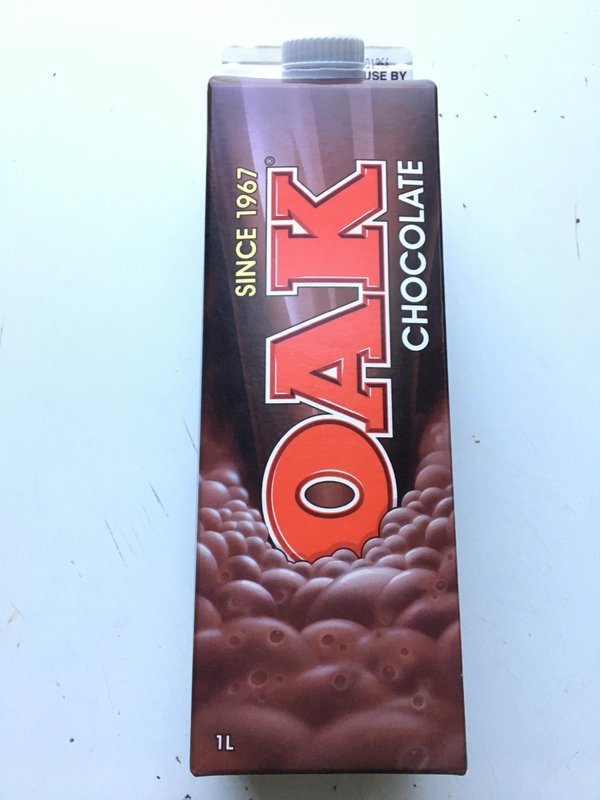 USE BY
SINCE 1967
®
OAK
CHOCOLATE
1L